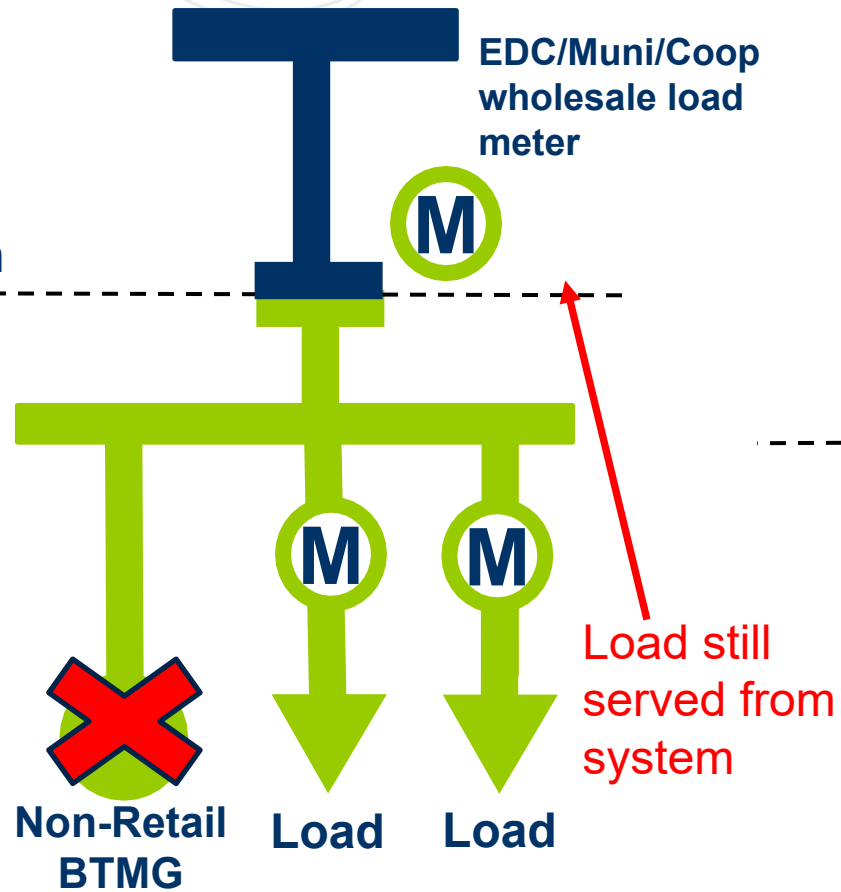 EDC/Muni/Coop
wholesale load
meter
M
M
M
Load still
served from
system
Non-Retail
BTMG
Load
Load